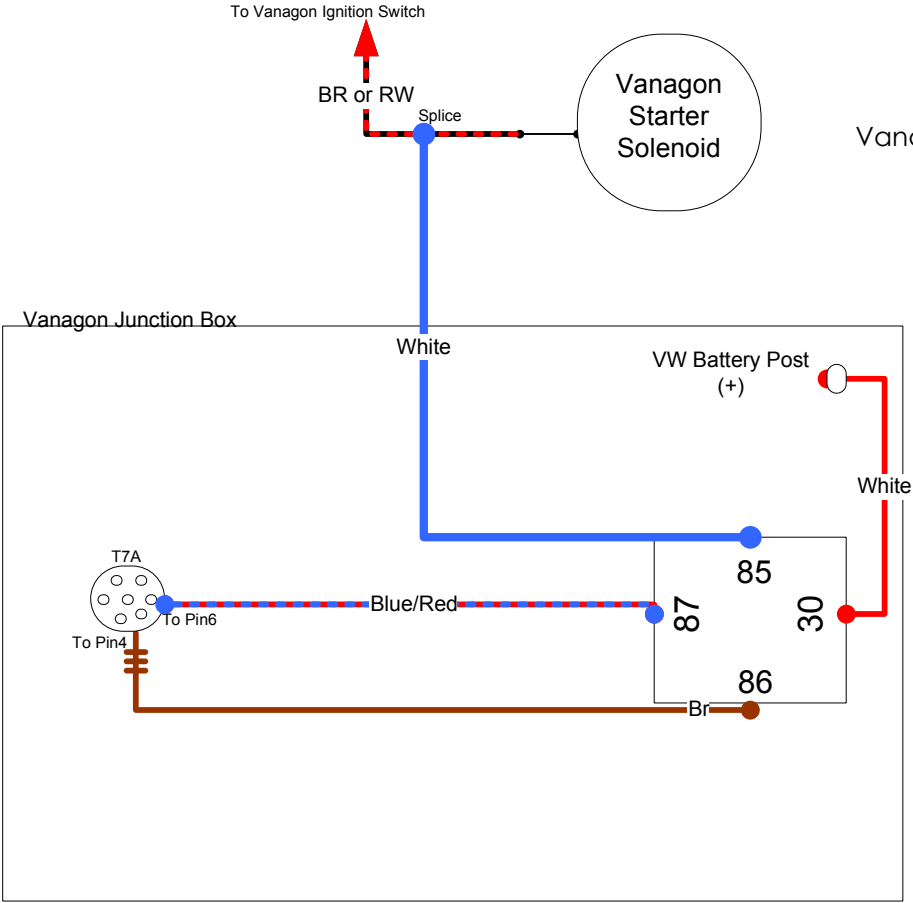 To Vanagon Ignition Switch
BR or RW
Splice
Vanagon
Starter
Solenoid
Vanagon Junction Box
White
VW Battery Post
(+)
White
85
T7A
Blue/Red
87
30
To Pin6
To Pin4
86
Br